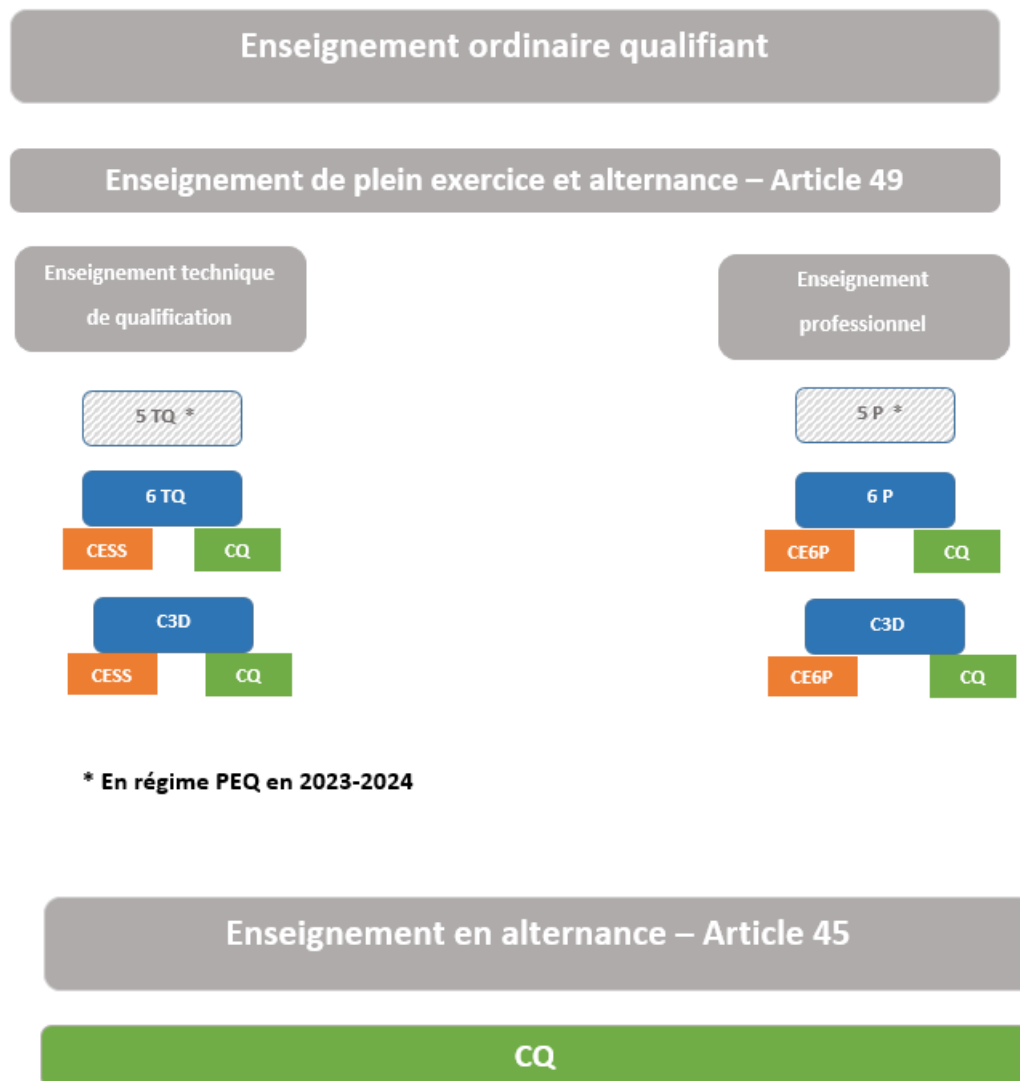 Enseignement ordinaire qualifiant
Enseignement de plein exercice et alternance – Article 49
Enseignement technique
de qualification
Enseignement
professionnel
5 TQ *
5 P *
6 TQ
6 P
CESS
CQ
CE6P
CQ
C3D
C3D
CESS
CQ
CE6P
CQ
* En régime PEQ en 2023-2024
Enseignement en alternance – Article 45
CQ